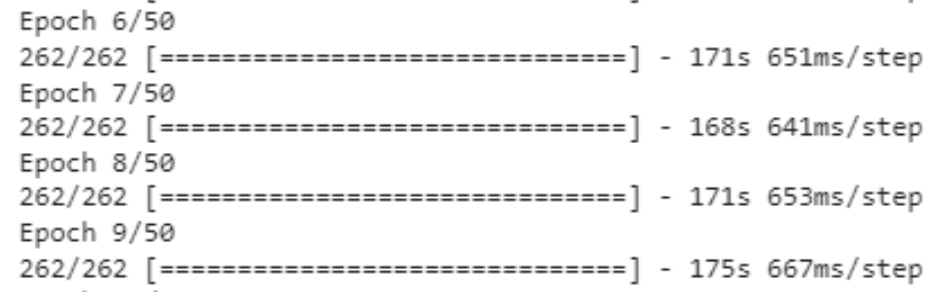 Epoch 6/50
262/262 [==============================] - 171s 651ms/step
Epoch 7/50
262/262 [==============================] - 168s 641ms/step
Epoch 8/50
262/262 [==============================] - 171s 653ms/step
Epoch 9/50
262/262 [==============================] - 175s 667ms/step